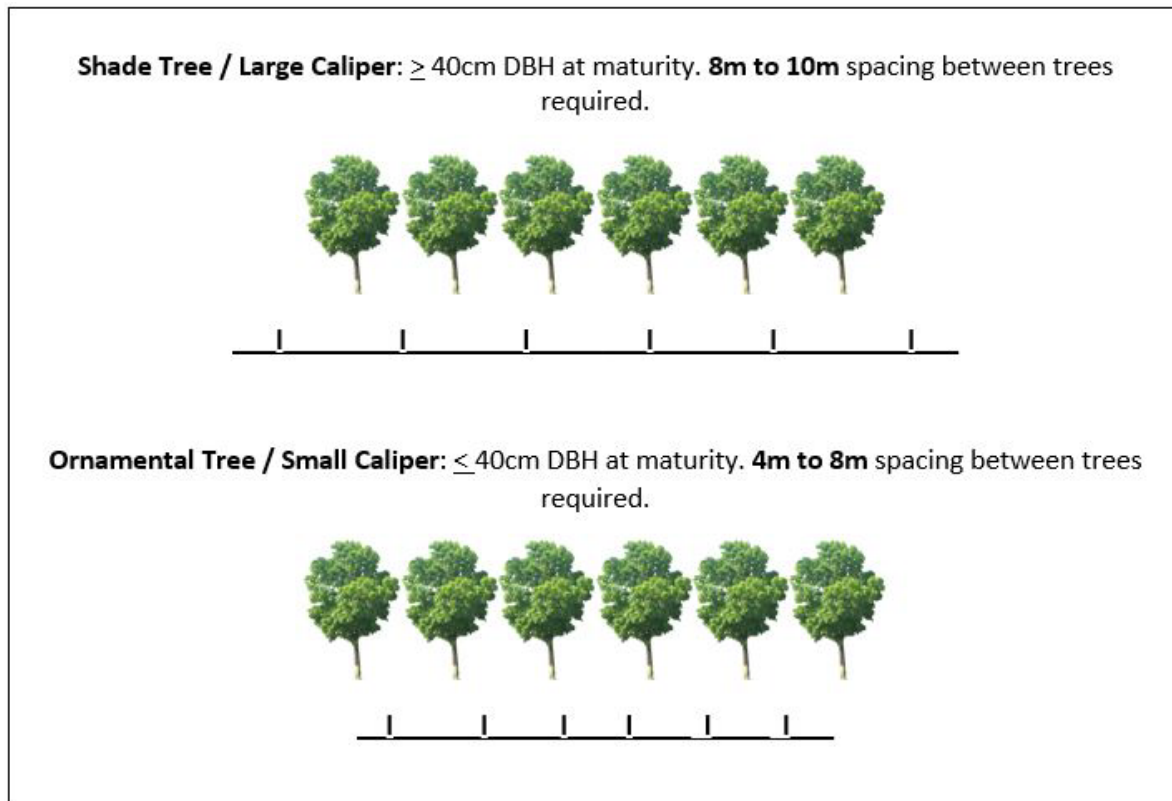 Shade Tree / Large Caliper: > 40cm DBH at maturity. 8m to 10m spacing between trees
required.
Ornamental Tree / Small Caliper: < 40cm DBH at maturity. 4m to 8m spacing between trees
required.